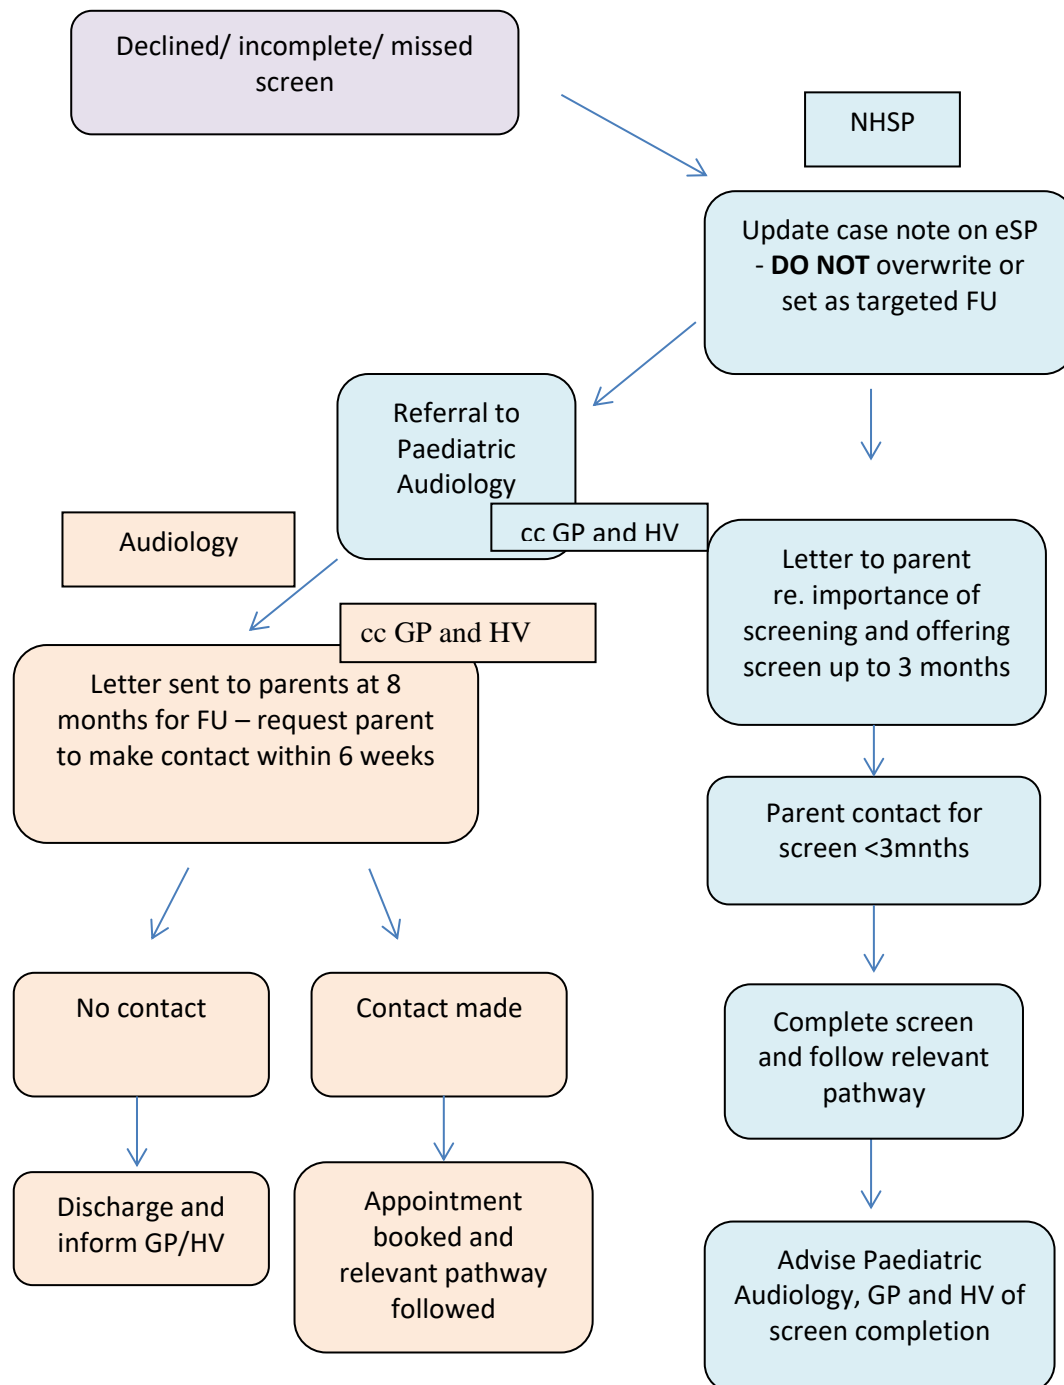 Declined/ incomplete/ missed
screen
NHSP
Update case note on eSP
- DO NOT overwrite or
set as targeted FU
Referral to
Paediatric
Audiology
cc GP and HV
Audiology
Letter to parent
re. importance of
screening and offering
screen up to 3 months
cc GP and HV
Letter sent to parents at 8
months for FU – request parent
to make contact within 6 weeks
Parent contact for
screen <3mnths
No contact
Contact made
Complete screen
and follow relevant
pathway
Discharge and
inform GP/HV
Appointment
booked and
relevant pathway
followed
Advise Paediatric
Audiology, GP and HV of
screen completion